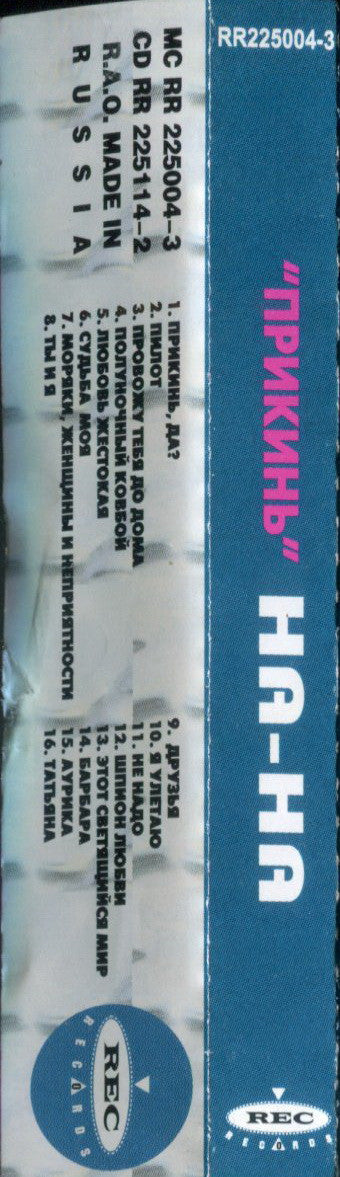 RR225004-3
"ПРИКИНЬ" НА-НА
REC
RECORDS
MC RR 225004–3
CD RR 225114–2
R.A.O. MADE IN
RUSSIA
1. ПРИКИНЬ, ДА?
2. ПИЛОТ
3. ПРОВОЖУ ТЕБЯ ДО ДОМА
4. ПОЛУНОЧНЫЙ КОВБОЙ
5. ЛЮБОВЬ ЖЕСТОКАЯ
6. СУДЬБА МОЯ
7. МОРЯКИ, ЖЕНЩИНЫ И НЕПРИЯТНОСТИ
8. ТЫ И Я
9. ДРУЗЬЯ
10. Я УЛЕТАЮ
11. НЕ НАДО
12. ШПИОН ЛЮБВИ
13. ЭТОТ СВЕТЯЩИЙСЯ МИР
14. БАРБАРА
15. АУРИКА
16. ТАТЬЯНА
REC
RECORDS